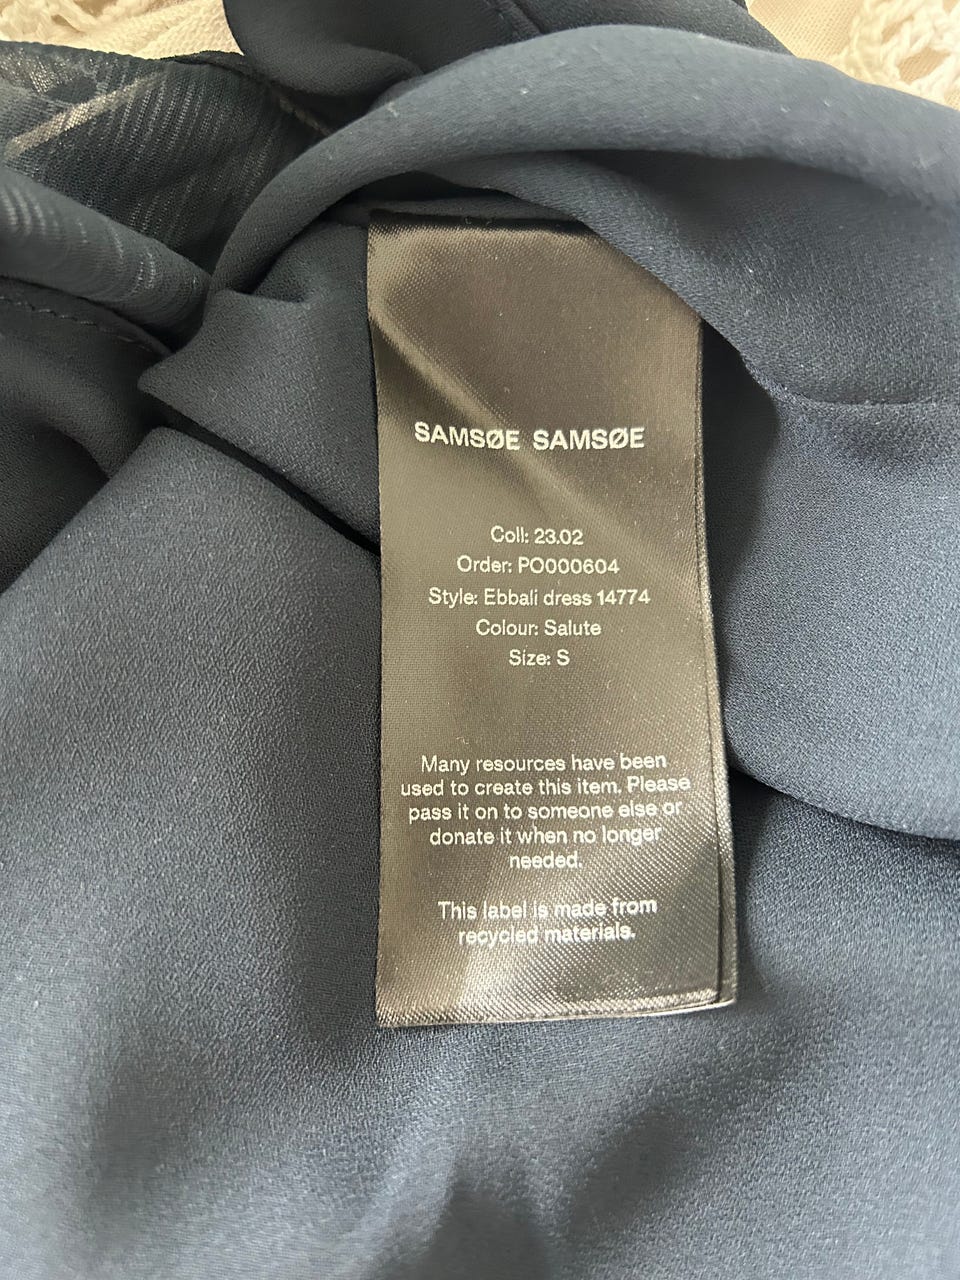 SAMSØE SAMSØE
Coll: 23.02
Order: PO000604
Style: Ebbali dress 14774
Colour: Salute
Size: S
Many resources have been
used to create this item. Please
pass it on to someone else or
donate it when no longer
needed.
This label is made from
recycled materials.